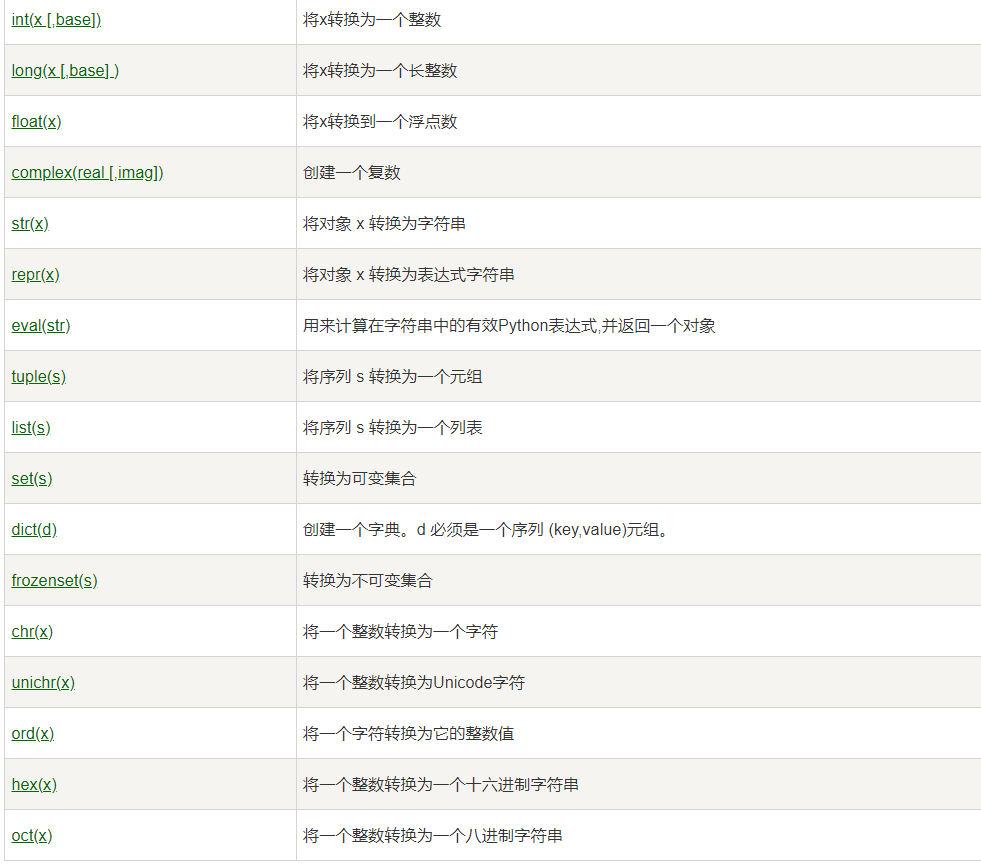 int(x [,base]) 将x转换为一个整数
long(x [,base] ) 将x转换为一个长整数
float(x) 将x转换到一个浮点数
complex(real [,imag]) 创建一个复数
str(x) 将对象 x 转换为字符串
repr(x) 将对象 x 转换为表达式字符串
eval(str) 用来计算在字符串中的有效Python表达式,并返回一个对象
tuple(s) 将序列 s 转换为一个元组
list(s) 将序列 s 转换为一个列表
set(s) 转换为可变集合
dict(d) 创建一个字典。d 必须是一个序列 (key,value)元组。
frozenset(s) 转换为不可变集合
chr(x) 将一个整数转换为一个字符
unichr(x) 将一个整数转换为Unicode字符
ord(x) 将一个字符转换为它的整数值
hex(x) 将一个整数转换为一个十六进制字符串
oct(x) 将一个整数转换为一个八进制字符串